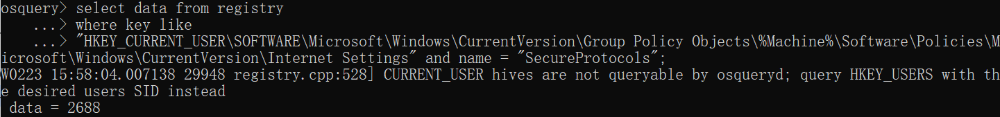 osquery> select data from registry
    ...> where key like
    ...> "HKEY_CURRENT_USER\SOFTWARE\Microsoft\Windows\CurrentVersion\Group Policy Objects\%Machine%\Software\Policies\M
icrosoft\Windows\CurrentVersion\Internet Settings" and name = "SecureProtocols";
W0223 15:58:04.007138 29948 registry.cpp:528] CURRENT_USER hives are not queryable by osqueryd; query HKEY_USERS with th
e desired users SID instead
 data = 2688